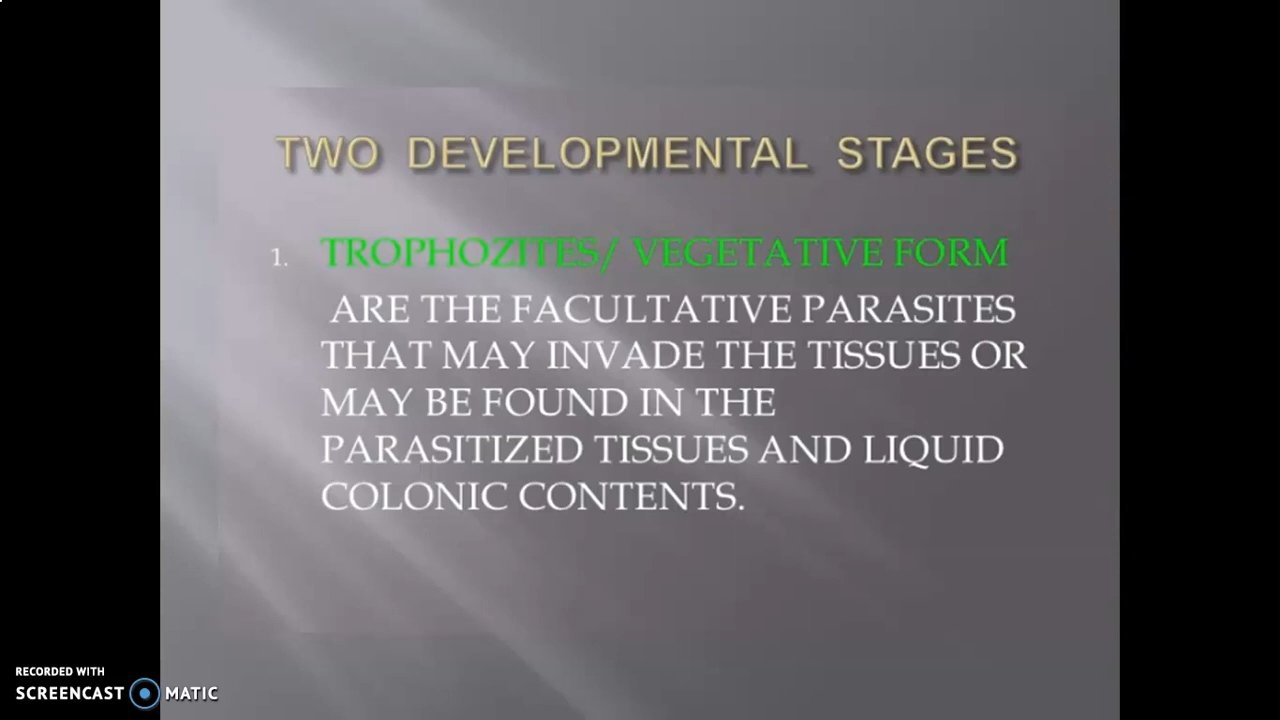 TWO DEVELOPMENTAL STAGES
1. TROPHOZITES/ VEGETATIVE FORM
ARE THE FACULTATIVE PARASITES
THAT MAY INVADE THE TISSUES OR
MAY BE FOUND IN THE
PARASITIZED TISSUES AND LIQUID
COLONIC CONTENTS.
RECORDED WITH
SCREENCAST MATIC